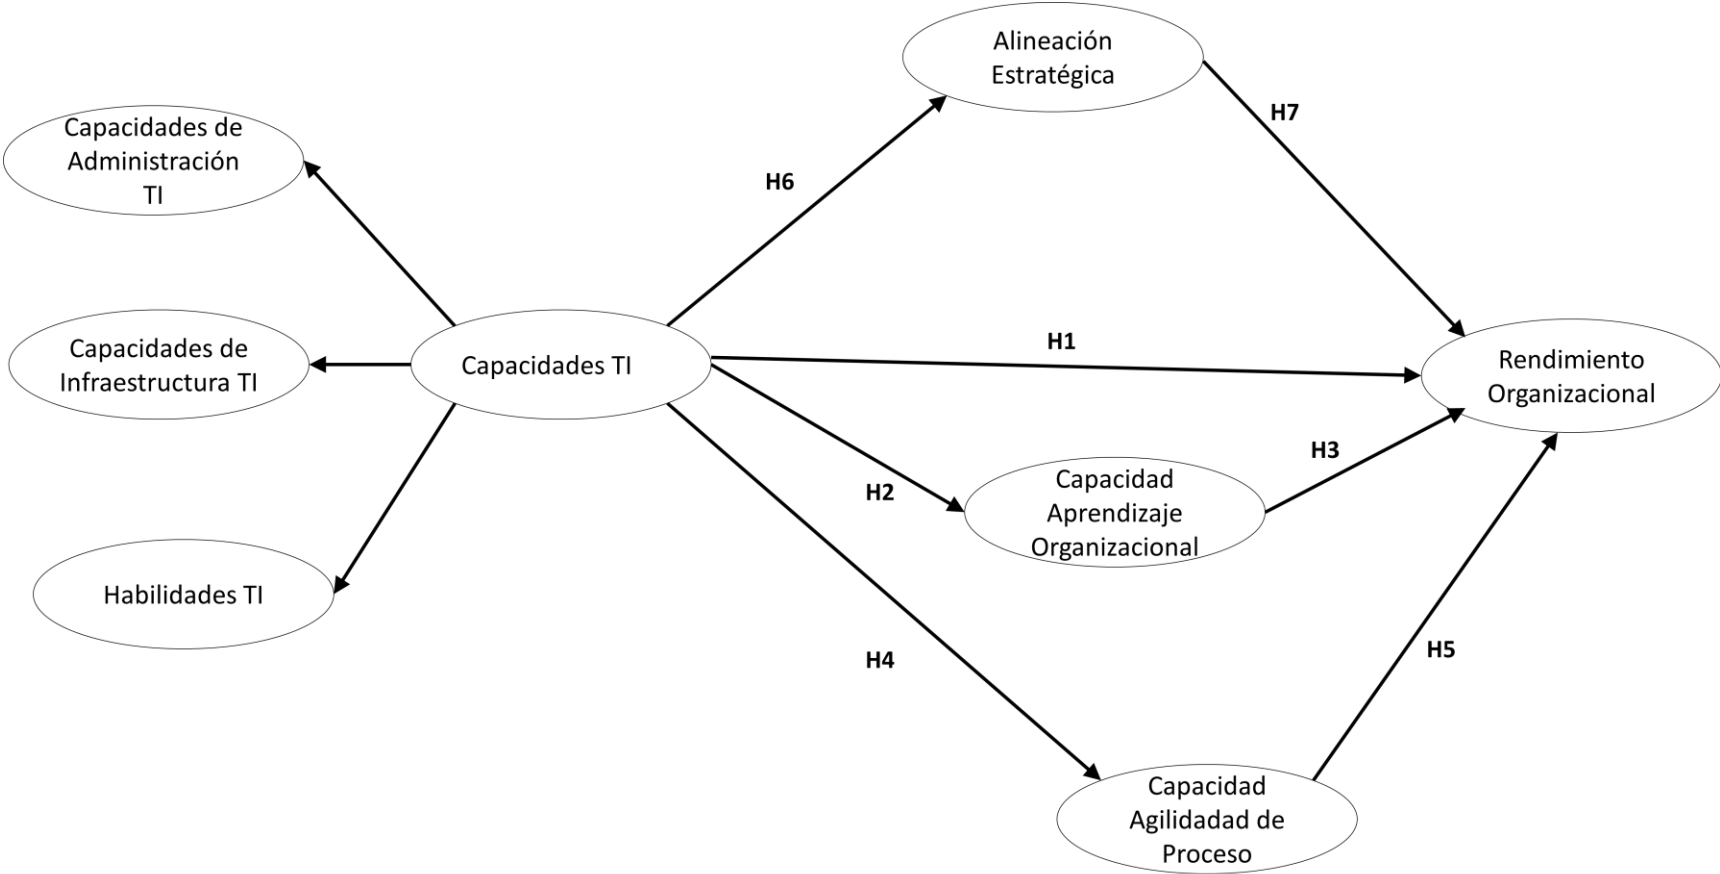 Alineación
Estratégica
H7
Capacidades de
Administración
TI
H6
Capacidades de
Infraestructura TI
Capacidades TI
H1
Rendimiento
Organizacional
H3
H2
Capacidad
Aprendizaje
Organizacional
Habilidades TI
H4
H5
Capacidad
Agilidadad de
Proceso